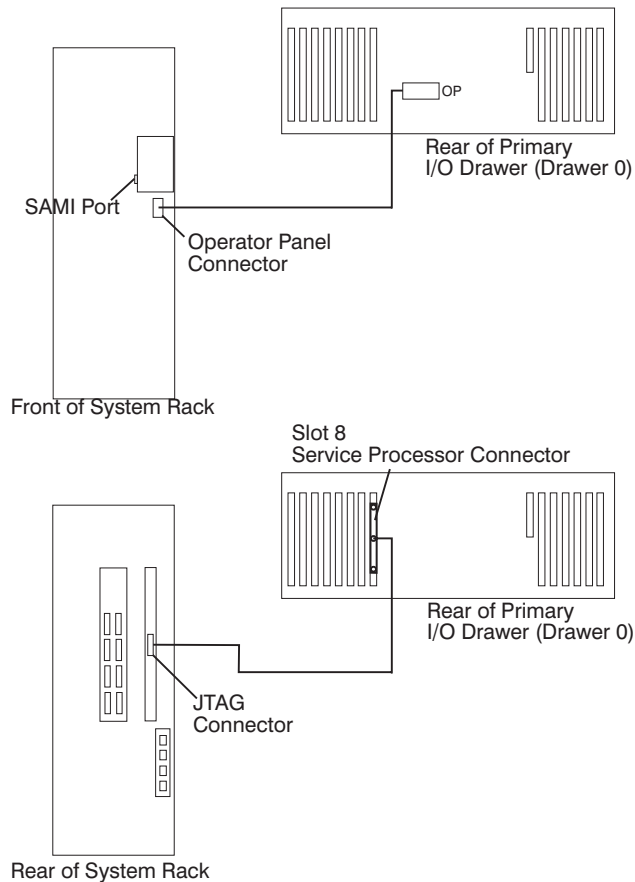 OP
Rear of Primary
I/O Drawer (Drawer 0)
SAMI Port
Operator Panel
Connector
Front of System Rack
Slot 8
Service Processor Connector
Rear of Primary
I/O Drawer (Drawer 0)
JTAG
Connector
Rear of System Rack